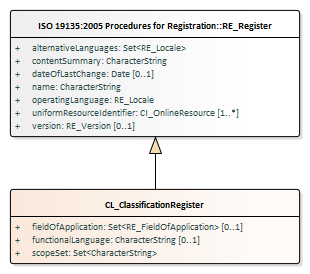 ISO 19135:2005 Procedures for Registration::RE_Register
+ alternativeLanguages: Set<RE_Locale>
+ contentSummary: CharacterString
+ dateOfLastChange: Date [0..1]
+ name: CharacterString
+ operatingLanguage: RE_Locale
+ uniformResourceIdentifier: CI_OnlineResource [1..*]
+ version: RE_Version [0..1]
CL_ClassificationRegister
+ fieldOfApplication: Set<RE_FieldOfApplication> [0..1]
+ functionalLanguage: CharacterString [0..1]
+ scopeSet: Set<CharacterString>